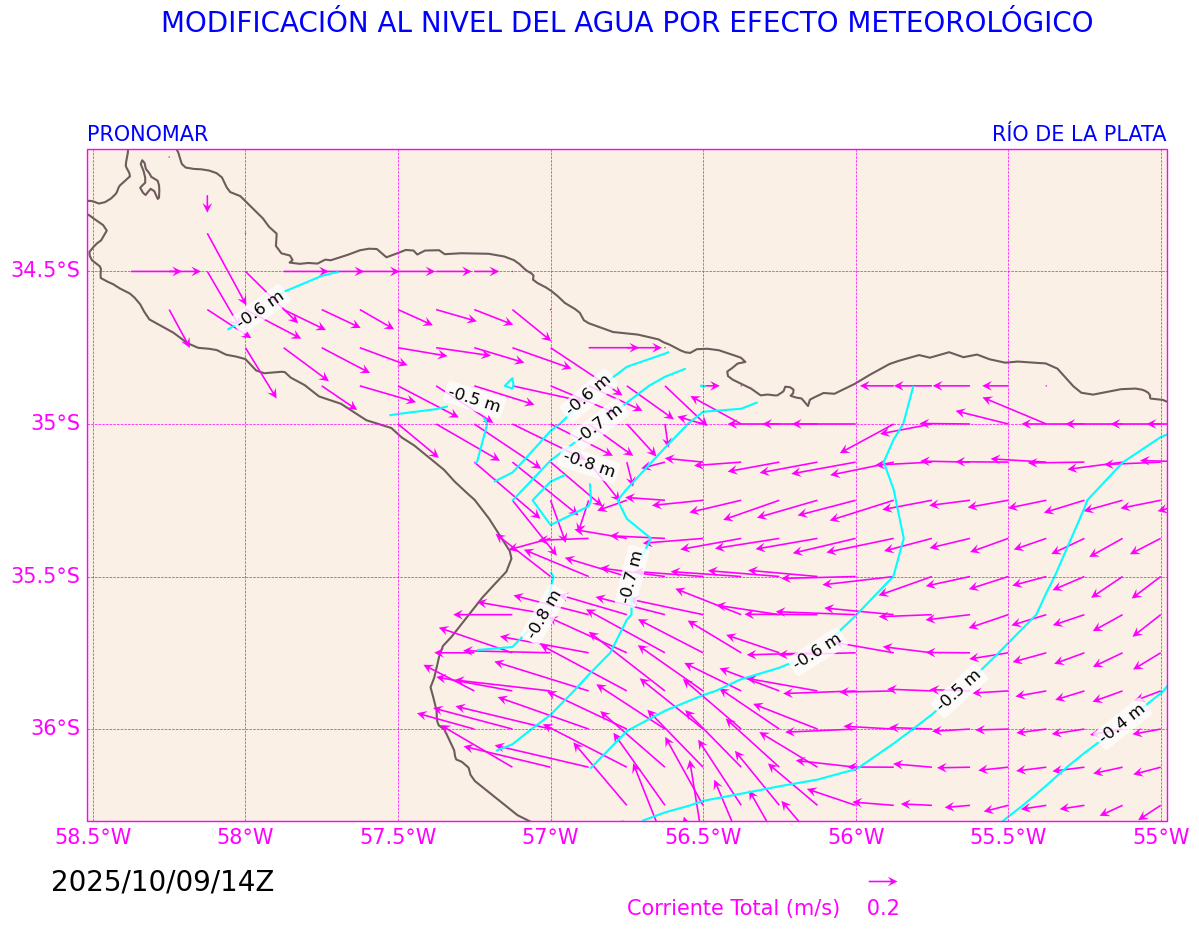 MODIFICACIÓN AL NIVEL DEL AGUA POR EFECTO METEOROLÓGICO
PRONOMAR
RÍO DE LA PLATA
34.5°S
35°S
35.5°S
36°S
-0.6 m
-0.5 m
-0.6 m
-0.7 m
-0.8 m
-0.7 m
-0.8 m
-0.6 m
-0.5 m
-0.4 m
58.5°W
58°W
57.5°W
57°W
56.5°W
56°W
55.5°W
55°W
2025/10/09/14Z
Corriente Total (m/s)
0.2